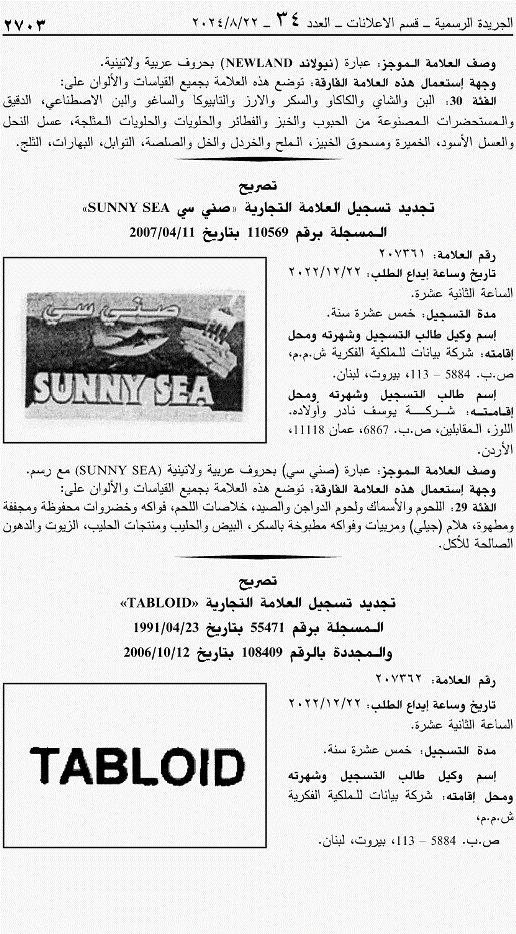 الجريدة الرسمية – قسم الاعلانات – العدد ٣٤ – ٢٠٢٤/٨/٢٢ ٢٧٠٣
وصف العلامة الموجز: عبارة (نيولاند NEWLAND) بحروف عربية ولاتينية.
وجهة إستعمال هذه العلامة الفارقة: توضع هذه العلامة بجميع القياسات والألوان على:
الفئة 30: البن والشاي والكاكاو والسكر والارز والتابيوكا والساغو والبن الاصطناعي، الدقيق
والمستحضرات المصنوعة من الحبوب والخبز والفطائر والحلويات والحلويات المثلجة، عسل النحل
والعسل الأسود، الخميرة ومسحوق الخبيز، الملح والخردل والخل والصلصة، التوابل، البهارات، الثلج.
تصريح
تجديد تسجيل العلامة التجارية «صني سي SUNNY SEA»
المسجلة برقم 110569 بتاريخ 2007/04/11
رقم العلامة: ٢٠٧٣٦١
تاريخ وساعة إيداع الطلب: ٢٠٢٢/١٢/٢٢
الساعة الثانية عشرة.
مدة التسجيل: خمس عشرة سنة.
إسم وكيل طالب التسجيل وشهرته ومحل
إقامته: شركة بيانات للملكية الفكرية ش.م.م،
ص.ب. 5884 – 113، بيروت، لبنان.
إسم طالب التسجيل وشهرته ومحل
إقامته: شركة يوسف نادر وأولاده.
اللوز، المقابلين، ص.ب. 6867، عمان 11118،
الأردن.
صني سي
SUNNY SEA
وصف العلامة الموجز: عبارة (صني سي) بحروف عربية ولاتينية (SUNNY SEA) مع رسم.
وجهة إستعمال هذه العلامة الفارقة: توضع هذه العلامة بجميع القياسات والألوان على:
الفئة 29: اللحوم والأسماك ولحوم الدواجن والصيد، خلاصات اللحم، فواكه وخضروات محفوظة ومجففة
ومطهوة، هلام (جيلي) ومربيات وفواكه مطبوخة بالسكر، البيض والحليب ومنتجات الحليب، الزيوت والدهون
الصالحة للأكل.
تصريح
تجديد تسجيل العلامة التجارية «TABLOID»
المسجلة برقم 55471 بتاريخ 1991/04/23
والمجددة بالرقم 108409 بتاريخ 2006/10/12
رقم العلامة: ٢٠٧٣٦٢
تاريخ وساعة إيداع الطلب: ٢٠٢٢/١٢/٢٢
الساعة الثانية عشرة.
مدة التسجيل: خمس عشرة سنة.
إسم وكيل طالب التسجيل وشهرته
ومحل إقامته: شركة بيانات للملكية الفكرية
ش.م.م،
ص.ب. 5884 – 113، بيروت، لبنان.
TABLOID